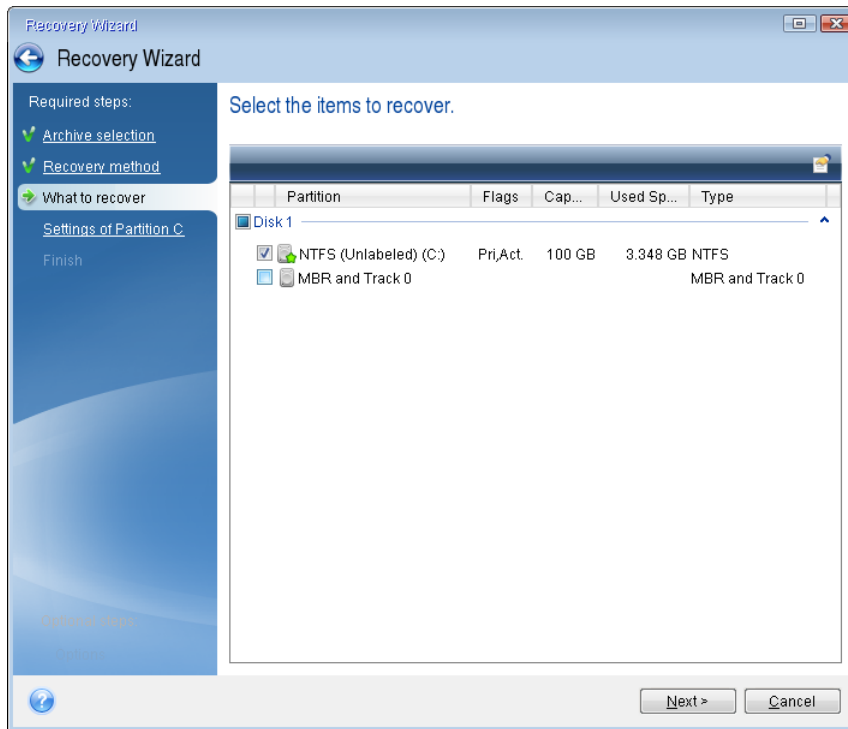 Recovery Wizard
Recovery Wizard
Required steps:
Archive selection
Recovery method
What to recover
Settings of Partition C
Finish
Select the items to recover.
Partition Flags Cap... Used Sp... Type
Disk 1
NTFS (Unlabeled) (C:) Pri,Act. 100 GB 3.348 GB NTFS
MBR and Track 0 MBR and Track 0
steps
Next >
Cancel